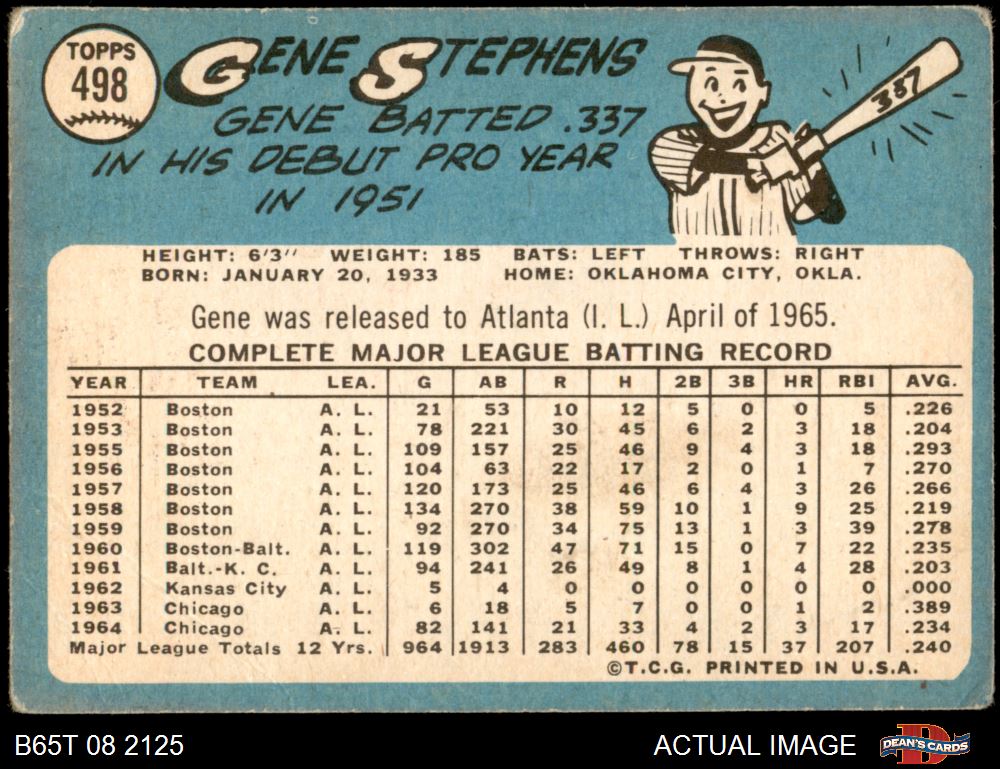 TOPPS
498
GENE STEPHENS
GENE BATTED .337
IN HIS DEBUT PRO YEAR
IN 1951
337
HEIGHT: 6'3" WEIGHT: 185 BATS: LEFT THROWS: RIGHT
BORN: JANUARY 20, 1933 HOME: OKLAHOMA CITY, OKLA.
Gene was released to Atlanta (I. L.) April of 1965.
COMPLETE MAJOR LEAGUE BATTING RECORD
YEAR TEAM LEA. G AB R H 2B 3B HR RBI AVG.
1952 Boston A. L. 21 53 10 12 5 0 0 5 .226
1953 Boston A. L. 78 221 30 45 6 2 3 18 .204
1955 Boston A. L. 109 157 25 46 9 4 3 18 .293
1956 Boston A. L. 104 63 22 17 2 0 1 7 .270
1957 Boston A. L. 120 173 25 46 6 4 3 26 .266
1958 Boston A. L. 134 270 38 59 10 1 9 25 .219
1959 Boston A. L. 92 270 34 75 13 1 3 39 .278
1960 Boston-Balt. A. L. 119 302 47 71 15 0 7 22 .235
1961 Balt.-K. C. A. L. 94 241 26 49 8 1 4 28 .203
1962 Kansas City A. L. 5 4 0 0 0 0 0 0 .000
1963 Chicago A. L. 6 18 5 7 0 0 1 2 .389
1964 Chicago A. L. 82 141 21 33 4 2 3 17 .234
Major League Totals 12 Yrs. 964 1913 283 460 78 15 37 207 .240
©T.C.G. PRINTED IN U.S.A.
B65T 08 2125 ACTUAL IMAGE DEAN'S CARDS